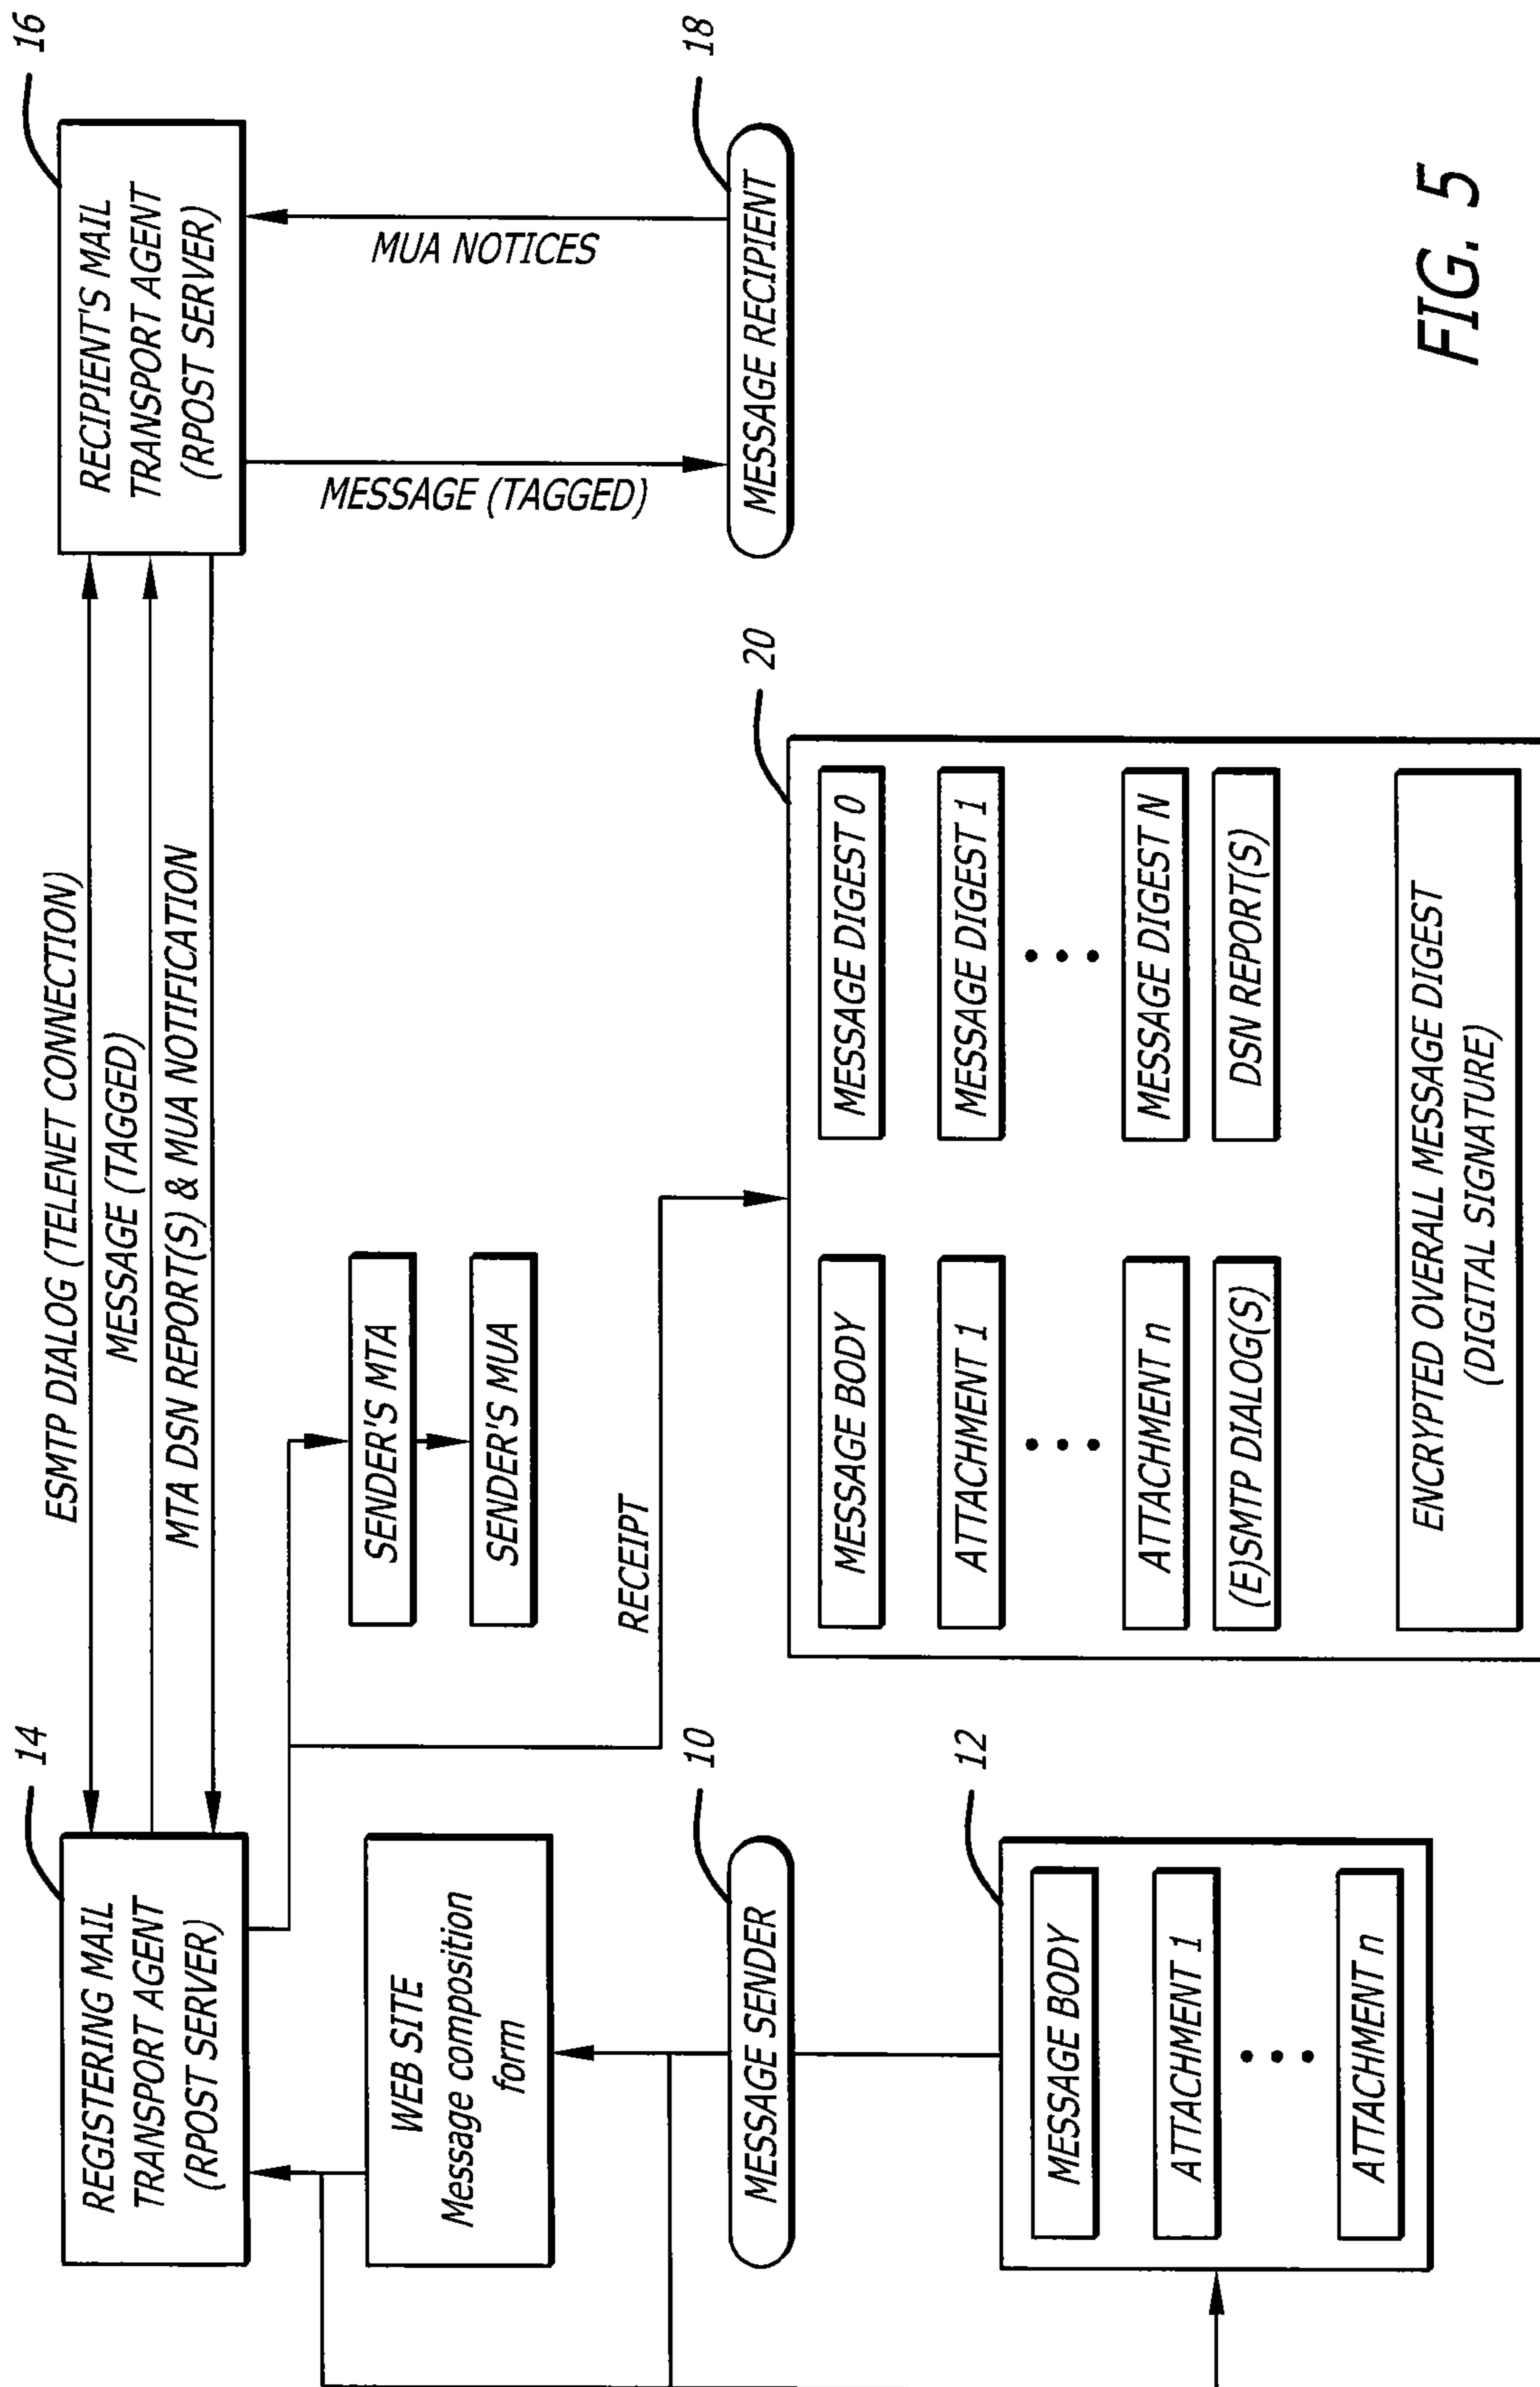 14
REGISTERING MAIL
TRANSPORT AGENT
(RPOST SERVER)
ESMTP DIALOG (TELENET CONNECTION)
MESSAGE (TAGGED)
MTA DSN REPORT(S) & MUA NOTIFICATION
16
RECIPIENT'S MAIL
TRANSPORT AGENT
(RPOST SERVER)
WEB SITE
Message composition
form
SENDER'S MTA
SENDER'S MUA
MESSAGE (TAGGED)
MUA NOTICES
RECEIPT
10
MESSAGE SENDER
18
MESSAGE RECIPIENT
12
MESSAGE BODY
ATTACHMENT 1
ATTACHMENT n
20
MESSAGE BODY
MESSAGE DIGEST 0
ATTACHMENT 1
MESSAGE DIGEST 1
ATTACHMENT n
MESSAGE DIGEST N
(E)SMTP DIALOG(S)
DSN REPORT(S)
ENCRYPTED OVERALL MESSAGE DIGEST
(DIGITAL SIGNATURE)
FIG. 5